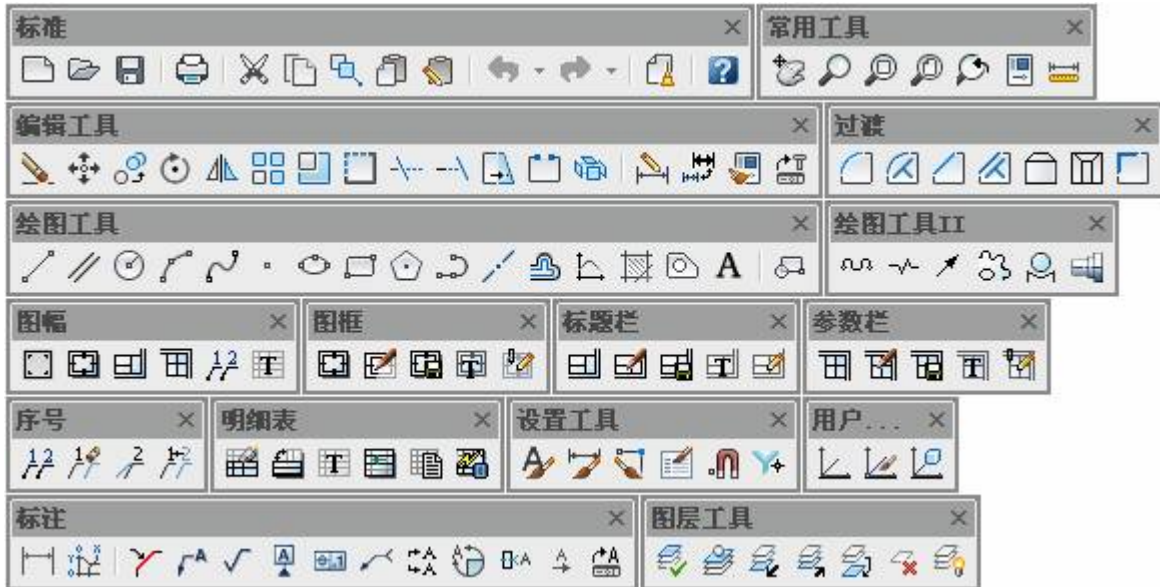 标准
常用工具
编辑工具
过渡
绘图工具
绘图工具II
图幅
图框
标题栏
参数栏
序号
明细表
设置工具
用户...
标注
图层工具